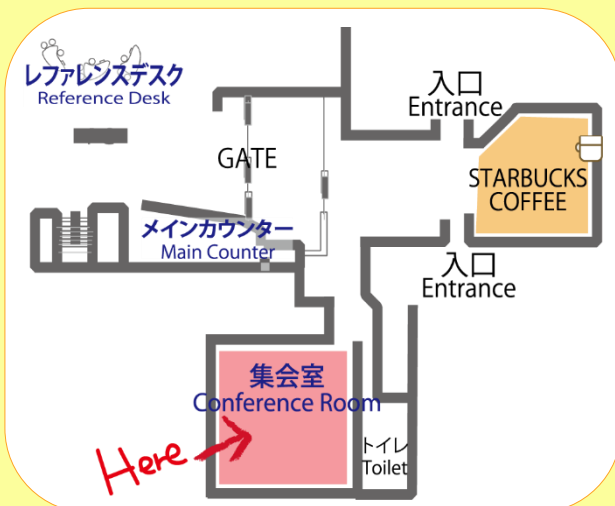 レファレンスデスク
Reference Desk
入口
Entrance
GATE
STARBUCKS
COFFEE
メインカウンター
Main Counter
入口
Entrance
集会室
Conference Room
Here
トイレ
Toilet